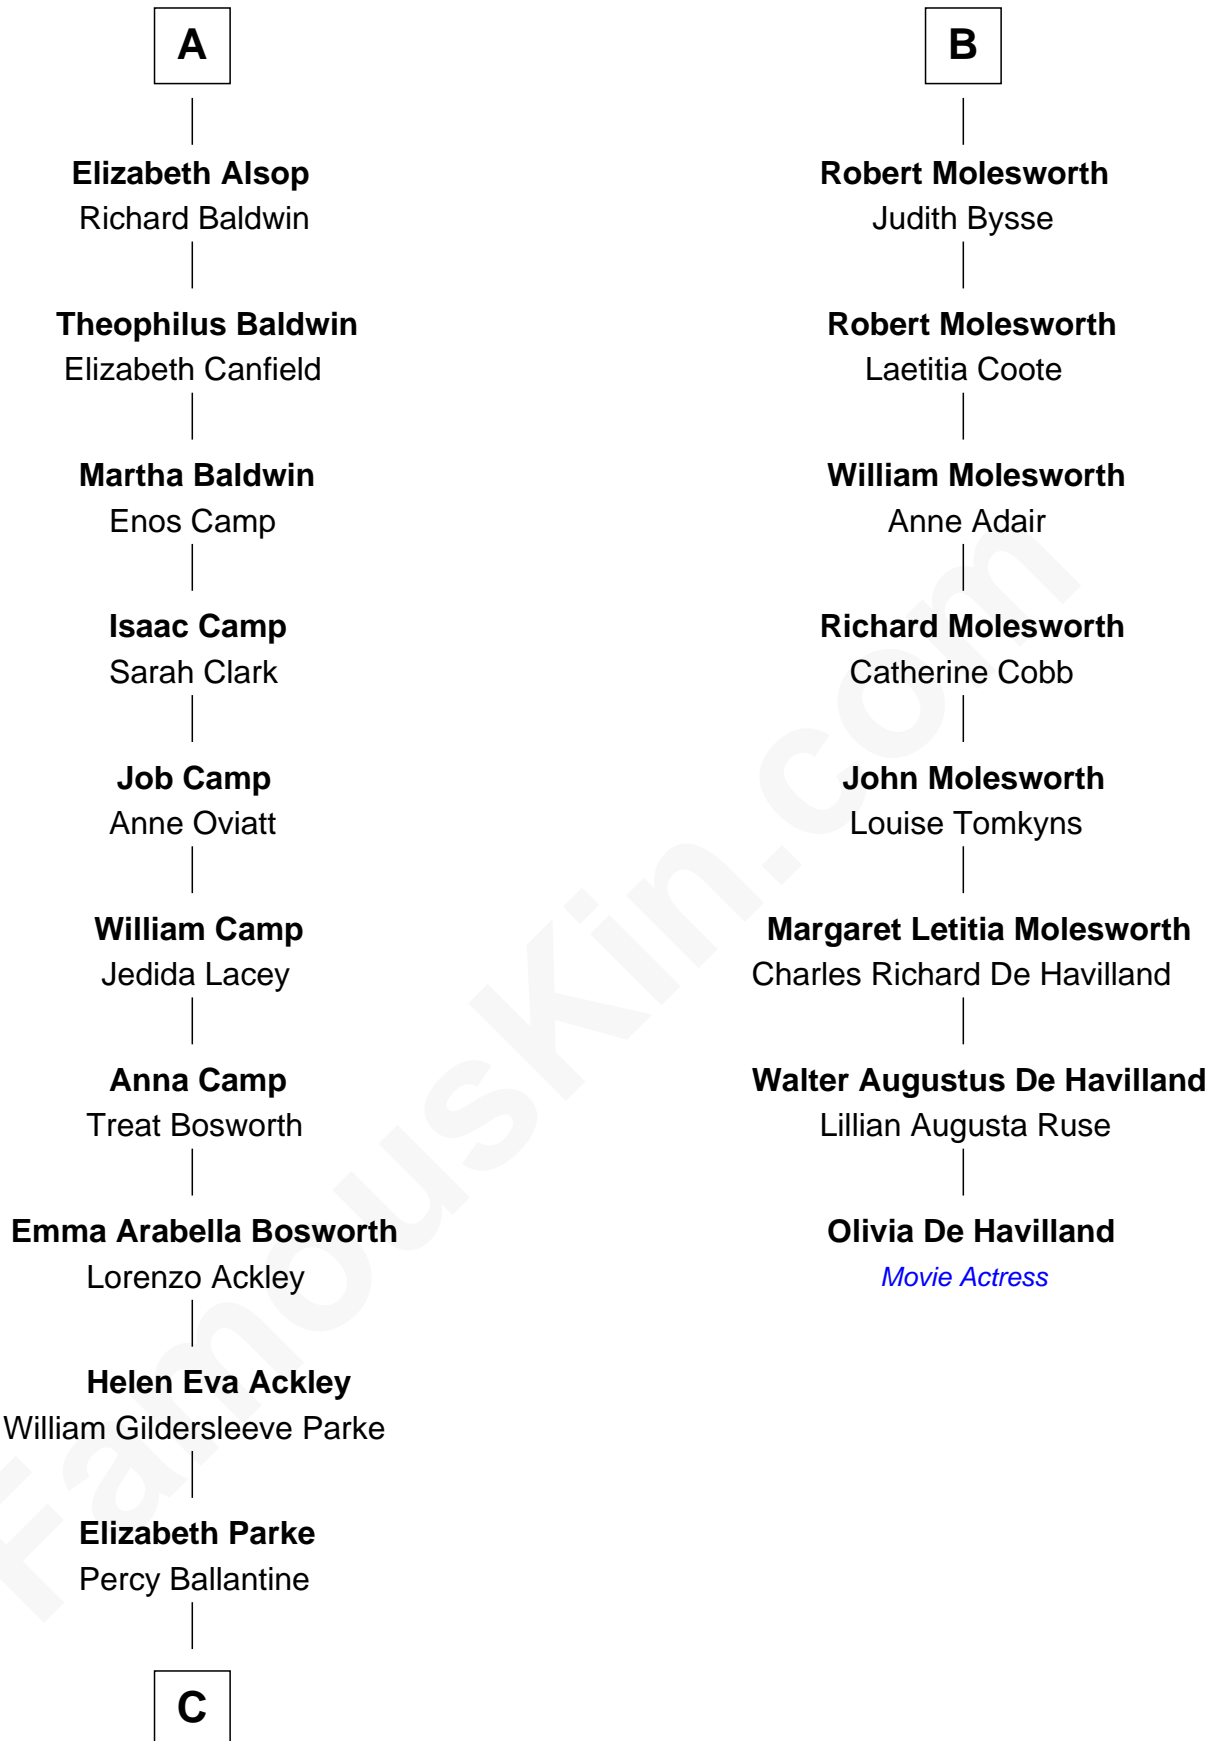 A
Elizabeth Alsop
Richard Baldwin
Theophilus Baldwin
Elizabeth Canfield
Martha Baldwin
Enos Camp
Isaac Camp
Sarah Clark
Job Camp
Anne Oviatt
William Camp
Jedida Lacey
Anna Camp
Treat Bosworth
Emma Arabella Bosworth
Lorenzo Ackley
Helen Eva Ackley
William Gildersleeve Parke
Elizabeth Parke
Percy Ballantine
C
B
Robert Molesworth
Judith Bysse
Robert Molesworth
Laetitia Coote
William Molesworth
Anne Adair
Richard Molesworth
Catherine Cobb
John Molesworth
Louise Tomkyns
Margaret Letitia Molesworth
Charles Richard De Havilland
Walter Augustus De Havilland
Lillian Augusta Ruse
Olivia De Havilland
Movie Actress
FamousKin.com